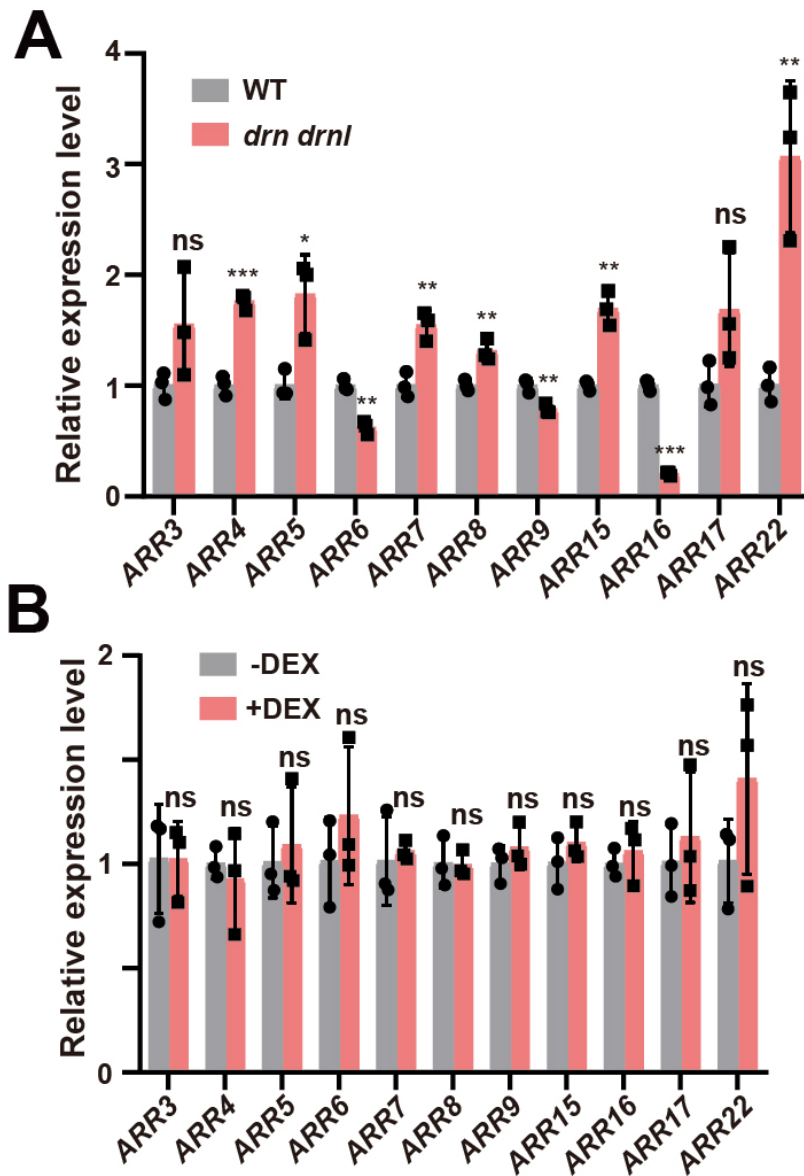 A
Relative expression level
4
3
2
1
0
WT
drn drnl
ns
***
*
**
**
**
**
**
***
ns
**
ARR3
ARR4
ARR5
ARR6
ARR7
ARR8
ARR9
ARR15
ARR16
ARR17
ARR22
B
Relative expression level
2
1
0
-DEX
+DEX
ns
ns
ns
ns
ns
ns
ns
ns
ns
ns
ns
ARR3
ARR4
ARR5
ARR6
ARR7
ARR8
ARR9
ARR15
ARR16
ARR17
ARR22